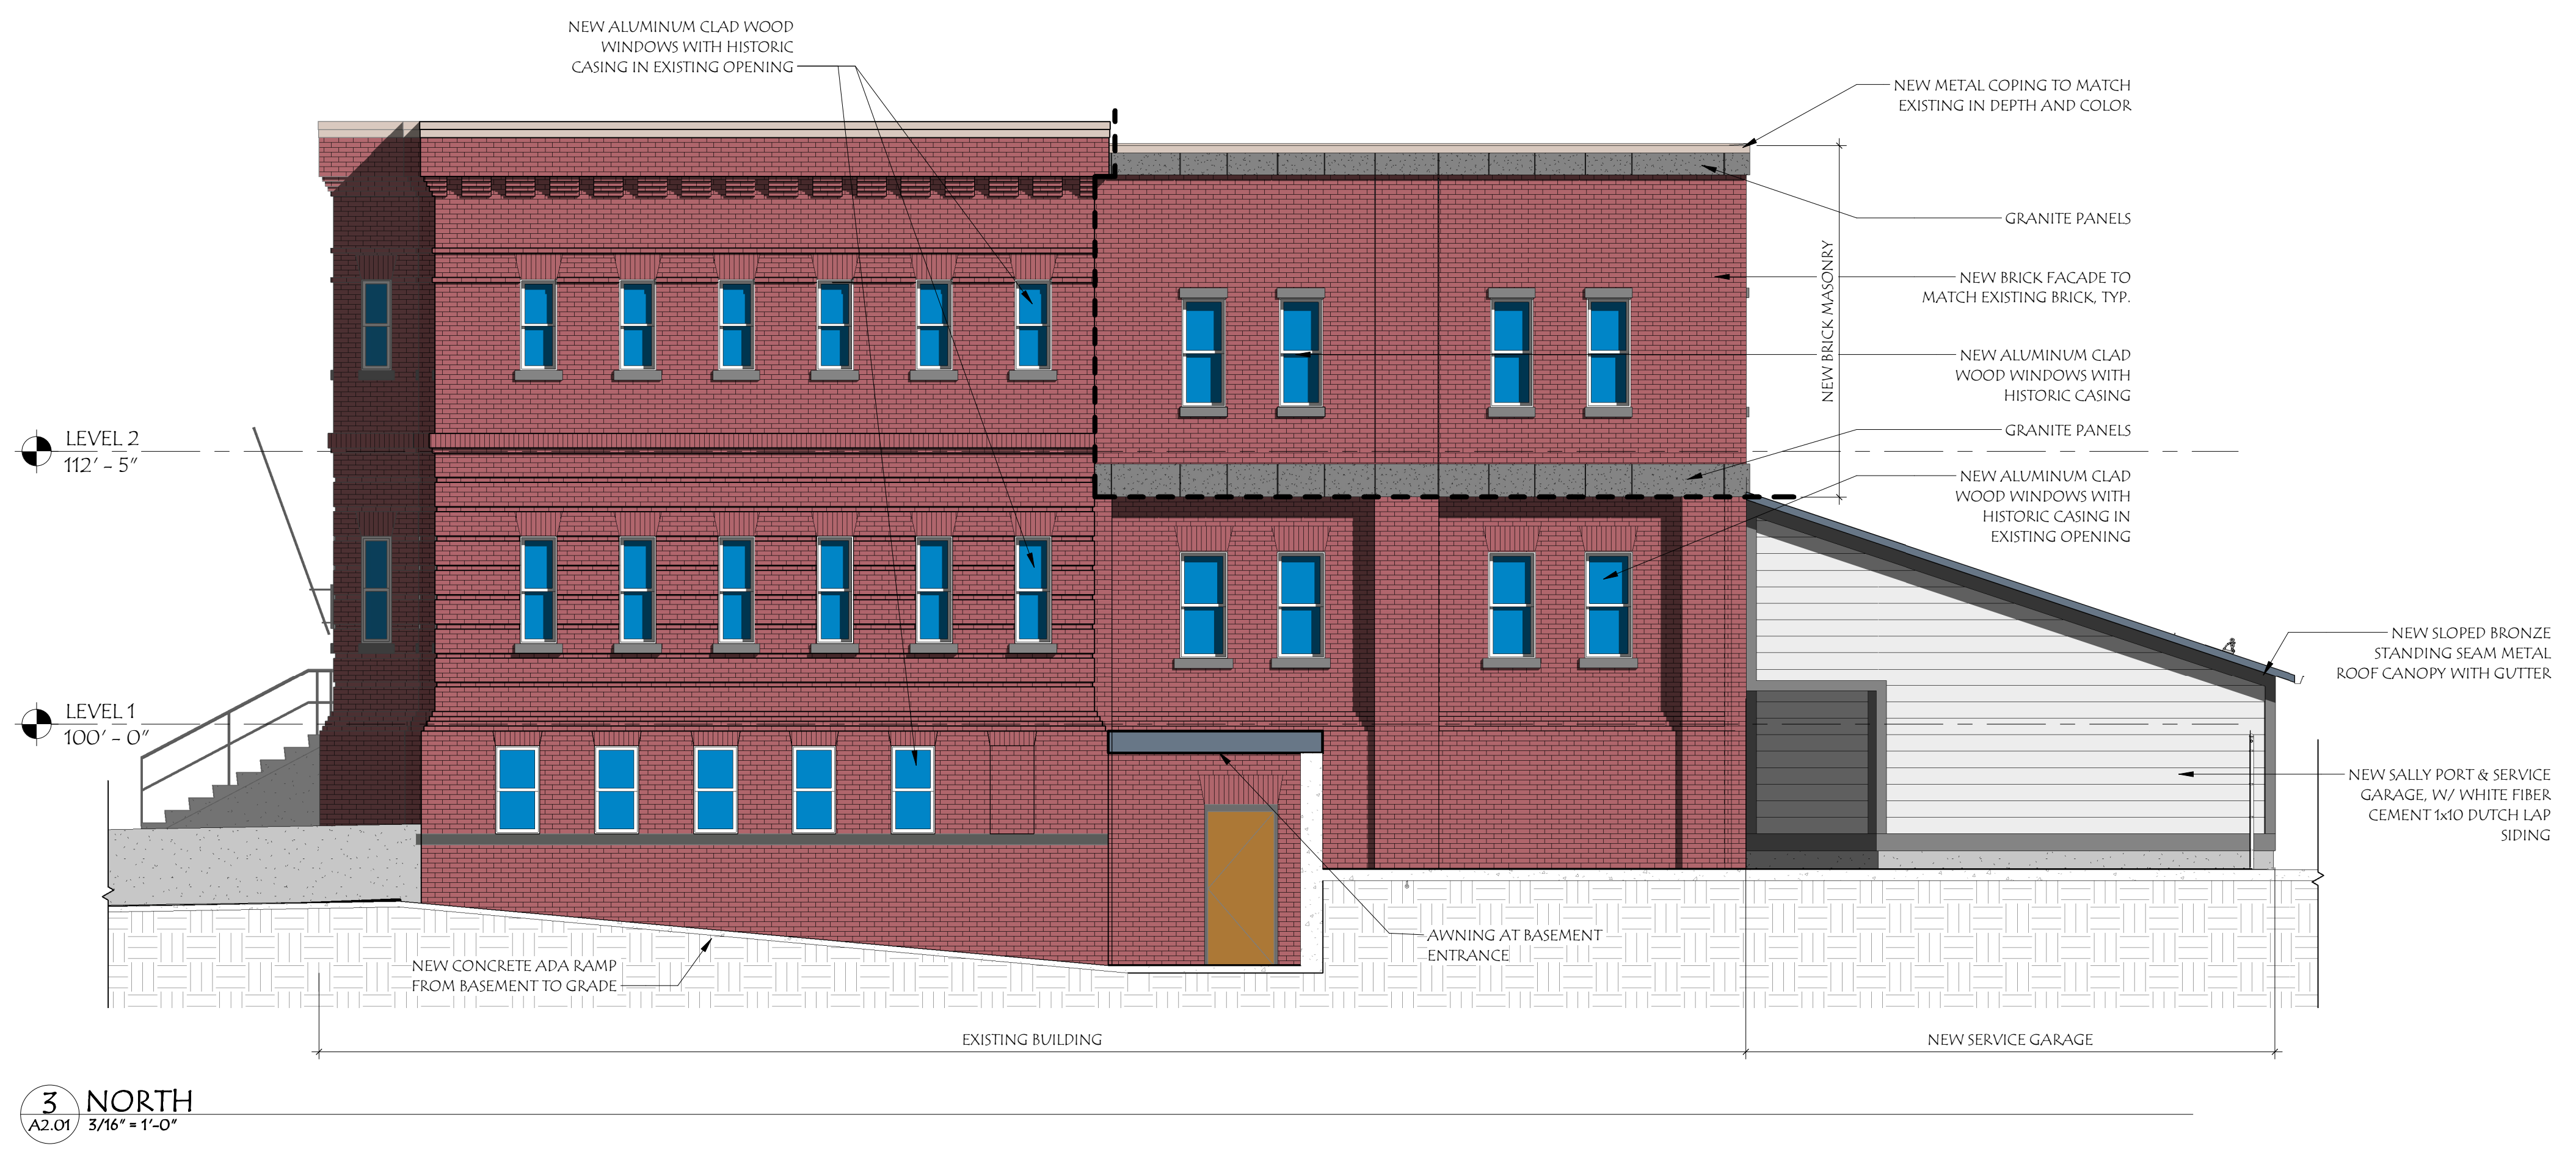 NEW ALUMINUM CLAD WOOD
WINDOWS WITH HISTORIC
CASING IN EXISTING OPENING
NEW METAL COPING TO MATCH
EXISTING IN DEPTH AND COLOR
GRANITE PANELS
NEW BRICK MASONRY
NEW BRICK FACADE TO
MATCH EXISTING BRICK, TYP.
NEW ALUMINUM CLAD
WOOD WINDOWS WITH
HISTORIC CASING
GRANITE PANELS
LEVEL 2
112' - 5"
NEW ALUMINUM CLAD
WOOD WINDOWS WITH
HISTORIC CASING IN
EXISTING OPENING
NEW SLOPED BRONZE
STANDING SEAM METAL
ROOF CANOPY WITH GUTTER
LEVEL 1
100' - 0"
NEW SALLY PORT & SERVICE
GARAGE, W/ WHITE FIBER
CEMENT 1x10 DUTCH LAP
SIDING
AWNING AT BASEMENT
ENTRANCE
NEW CONCRETE ADA RAMP
FROM BASEMENT TO GRADE
EXISTING BUILDING
NEW SERVICE GARAGE
3
A2.01
NORTH
3/16" = 1'-0"